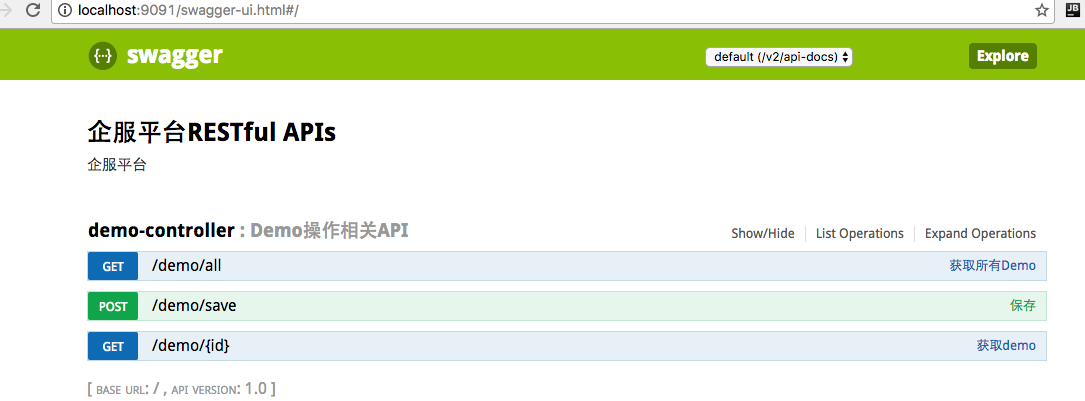 localhost:9091/swagger-ui.html#/
JB
{··} swagger default (/v2/api-docs) Explore
企服平台RESTful APIs
企服平台
demo-controller : Demo操作相关API Show/Hide List Operations Expand Operations
GET /demo/all 获取所有Demo
POST /demo/save 保存
GET /demo/{id} 获取demo
[ BASE URL: / , API VERSION: 1.0 ]